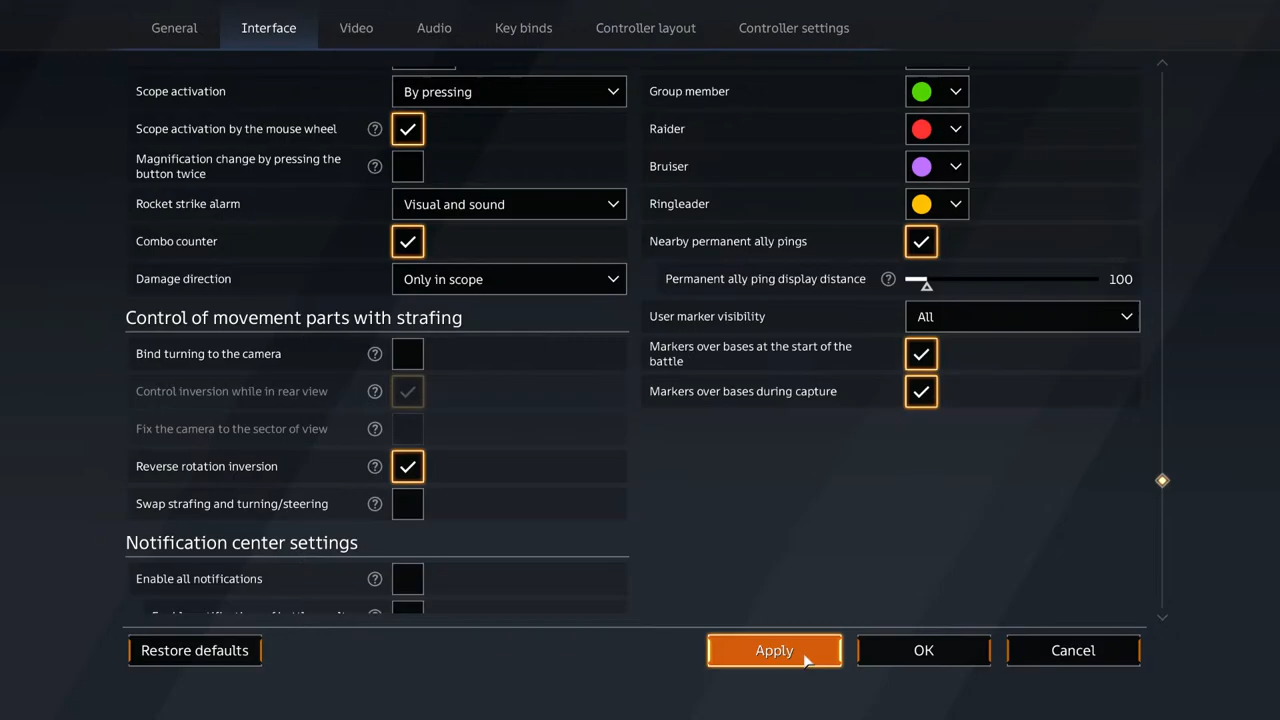 General
Interface
Video
Audio
Key binds
Controller layout
Controller settings
Scope activation
By pressing
Scope activation by the mouse wheel
?
Magnification change by pressing the
button twice
?
Rocket strike alarm
Visual and sound
Combo counter
Damage direction
Only in scope
Control of movement parts with strafing
Bind turning to the camera
?
Control inversion while in rear view
?
Fix the camera to the sector of view
?
Reverse rotation inversion
?
Swap strafing and turning/steering
?
Notification center settings
Enable all notifications
?
Group member
Raider
Bruiser
Ringleader
Nearby permanent ally pings
Permanent ally ping display distance
?
100
User marker visibility
All
Markers over bases at the start of the
battle
Markers over bases during capture
Restore defaults
Apply
OK
Cancel